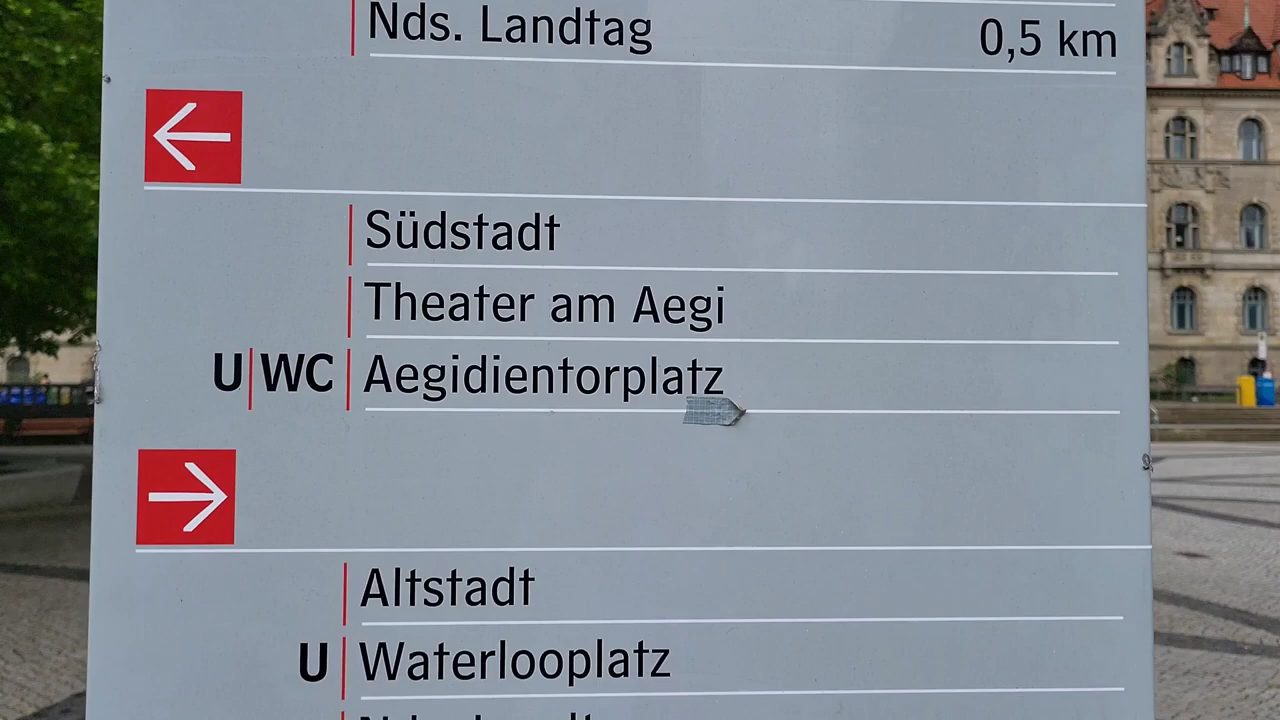 Nds. Landtag 0,5 km
Südstadt
Theater am Aegi
U WC Aegidientorplatz
Altstadt
U Waterlooplatz